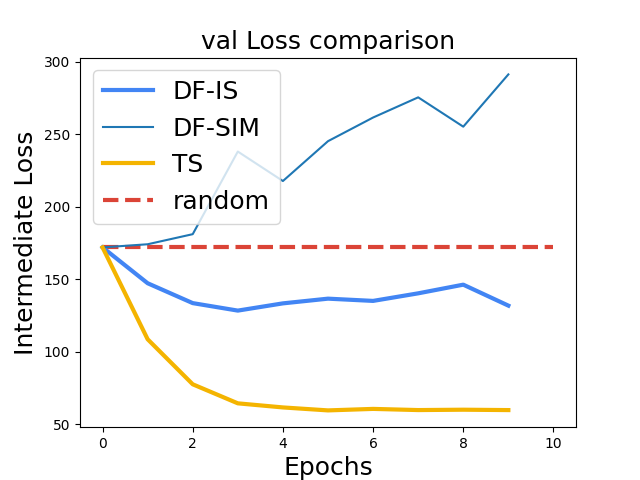 val Loss comparison
300
250
200
150
100
50
Intermediate Loss
DF-IS
DF-SIM
TS
random
0
2
4
6
8
10
Epochs